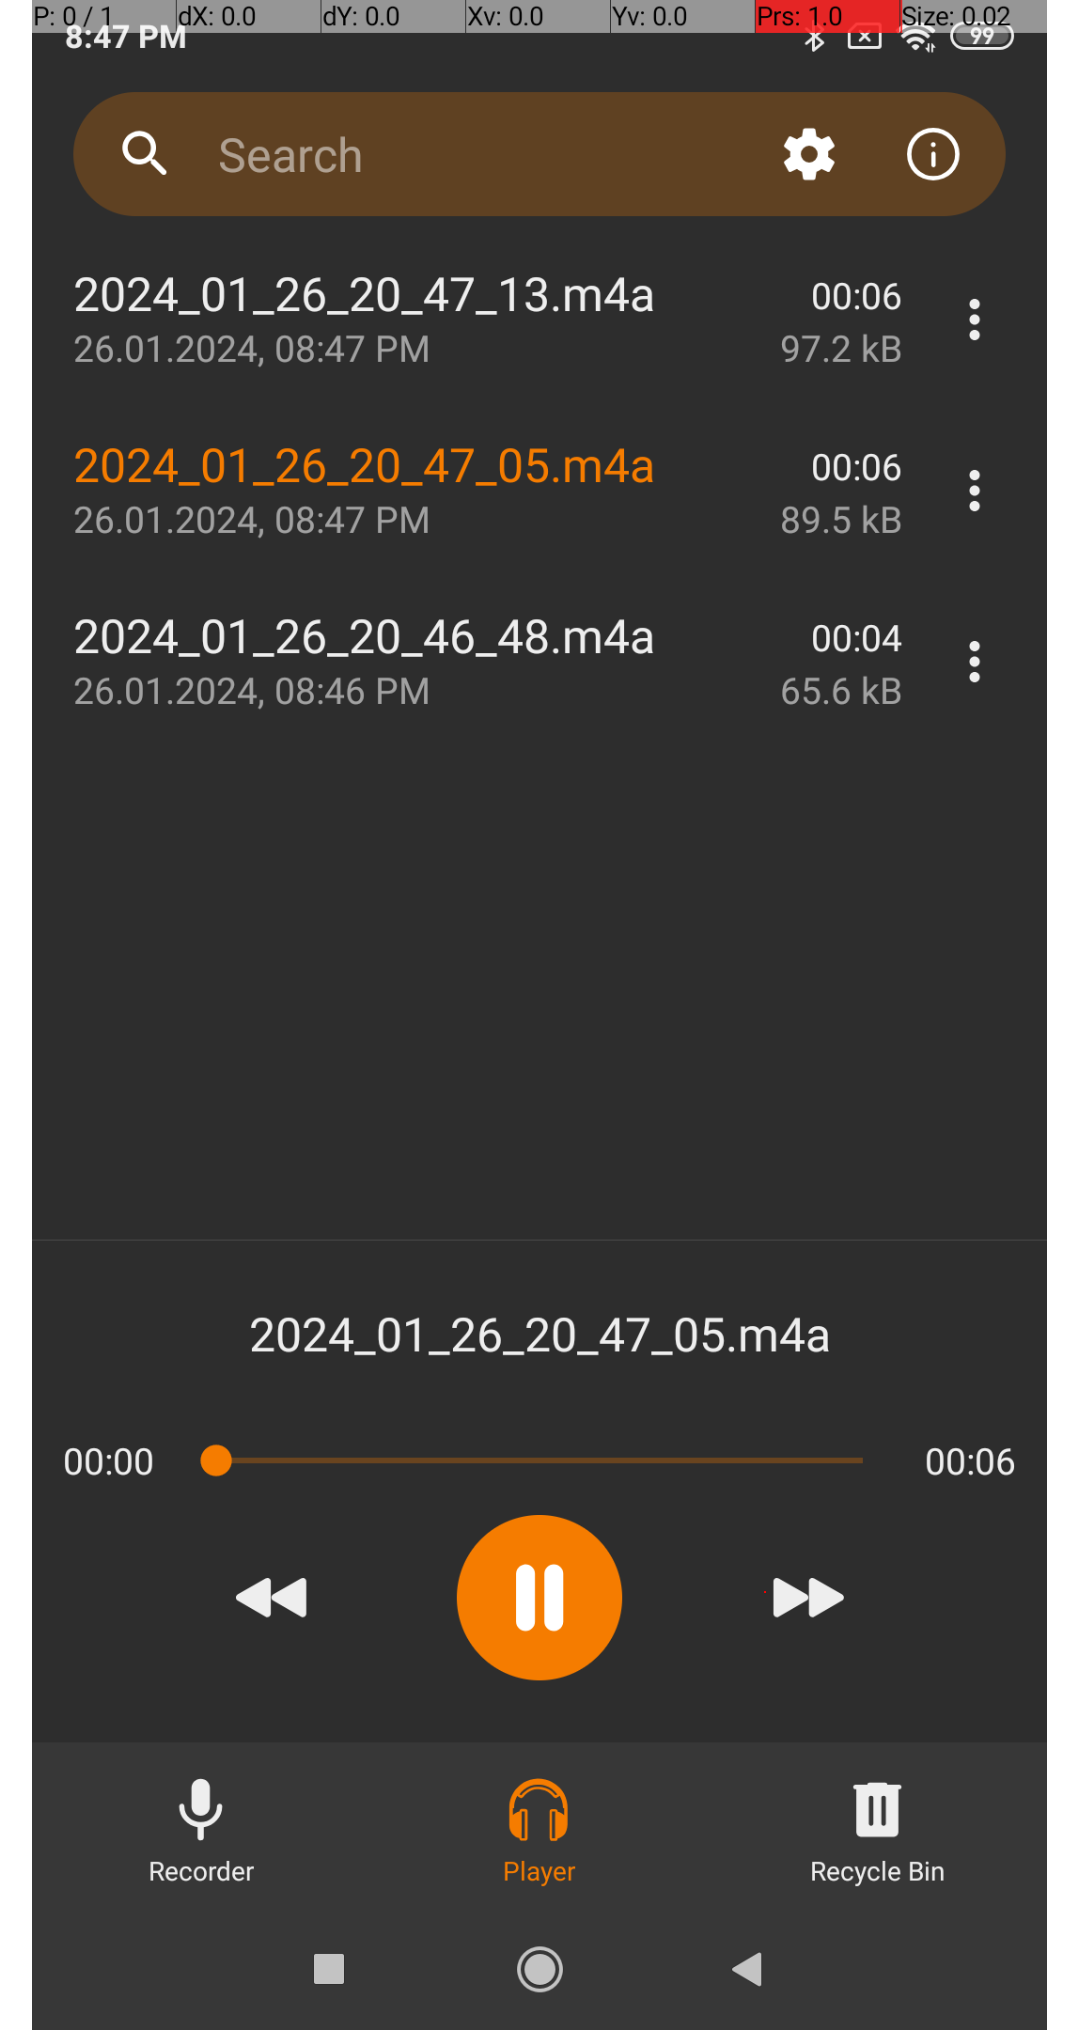 P: 0 / 1 dX: 0.0 dY: 0.0 Xv: 0.0 Yv: 0.0 Prs: 1.0 Size: 0.02
8:47 PM 99
Search
2024_01_26_20_47_13.m4a 00:06
26.01.2024, 08:47 PM 97.2 kB
2024_01_26_20_47_05.m4a 00:06
26.01.2024, 08:47 PM 89.5 kB
2024_01_26_20_46_48.m4a 00:04
26.01.2024, 08:46 PM 65.6 kB
2024_01_26_20_47_05.m4a
00:00 00:06
Recorder Player Recycle Bin